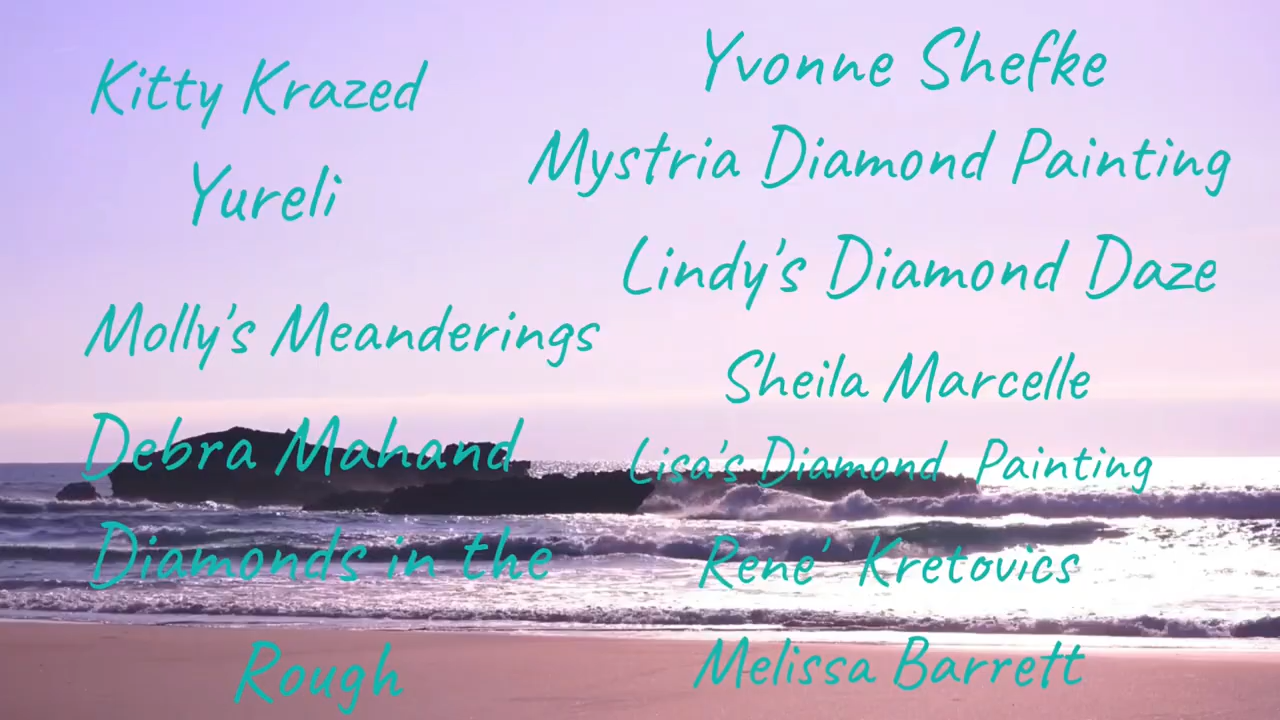 Kitty Krazed
Yureli
Molly's Meanderings
Debra Mahand
Diamonds in the
Rough
Yvonne Shefke
Mystria Diamond Painting
Lindy's Diamond Daze
Sheila Marcelle
Lisa's Diamond Painting
Rene' Kretovics
Melissa Barrett